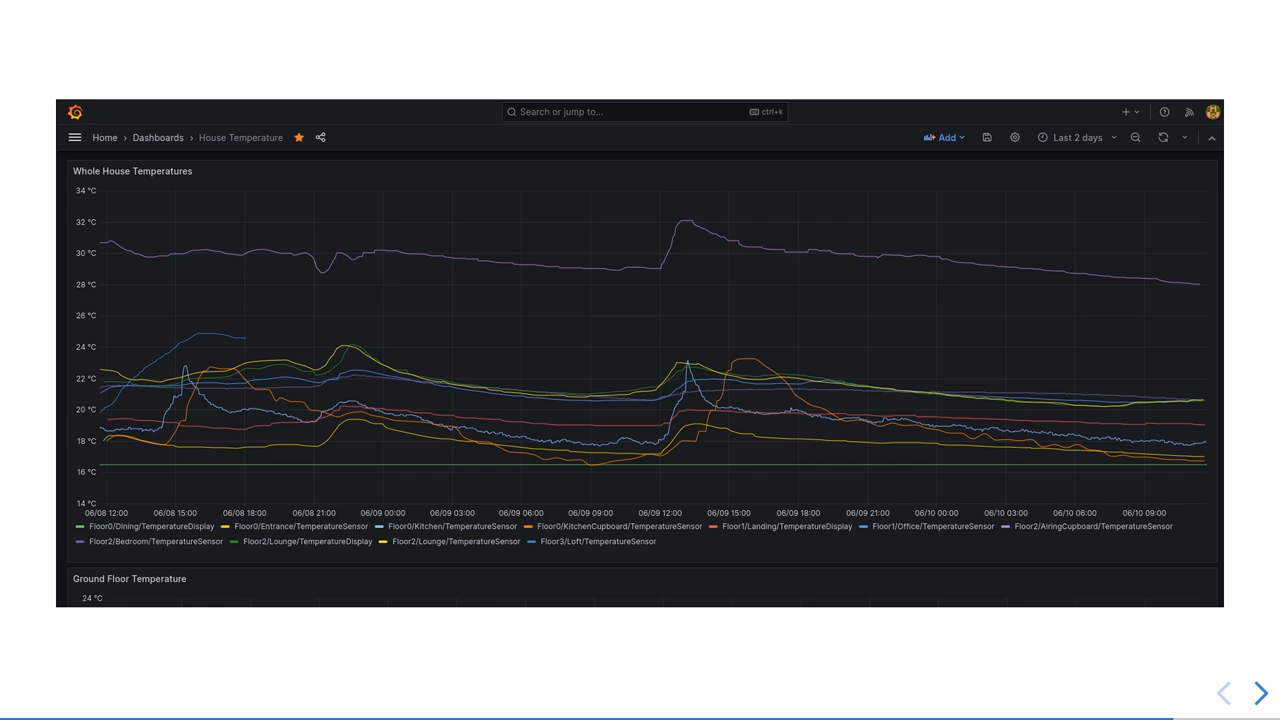 Search or jump to... ctrl+k
Home › Dashboards › House Temperature Add Last 2 days
Whole House Temperatures
34 °C
32 °C
30 °C
28 °C
26 °C
24 °C
22 °C
20 °C
18 °C
16 °C
14 °C
06/08 12:00 06/08 15:00 06/08 18:00 06/08 21:00 06/09 00:00 06/09 03:00 06/09 06:00 06/09 09:00 06/09 12:00 06/09 15:00 06/09 18:00 06/09 21:00 06/10 00:00 06/10 03:00 06/10 06:00 06/10 09:00
Floor0/Dining/TemperatureDisplay Floor0/Entrance/TemperatureSensor Floor0/Kitchen/TemperatureSensor Floor0/KitchenCupboard/TemperatureSensor Floor1/Landing/TemperatureDisplay Floor1/Office/TemperatureSensor Floor2/AiringCupboard/TemperatureSensor
Floor2/Bedroom/TemperatureSensor Floor2/Lounge/TemperatureDisplay Floor2/Lounge/TemperatureSensor Floor3/Loft/TemperatureSensor
Ground Floor Temperature
24 °C